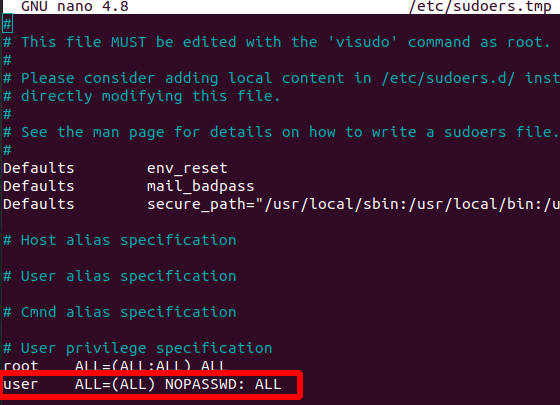 GNU nano 4.8 /etc/sudoers.tmp
#
# This file MUST be edited with the 'visudo' command as root.
#
# Please consider adding local content in /etc/sudoers.d/ inst
# directly modifying this file.
#
# See the man page for details on how to write a sudoers file.
#
Defaults env_reset
Defaults mail_badpass
Defaults secure_path="/usr/local/sbin:/usr/local/bin:/u
# Host alias specification
# User alias specification
# Cmnd alias specification
# User privilege specification
root ALL=(ALL:ALL) ALL
user ALL=(ALL) NOPASSWD: ALL